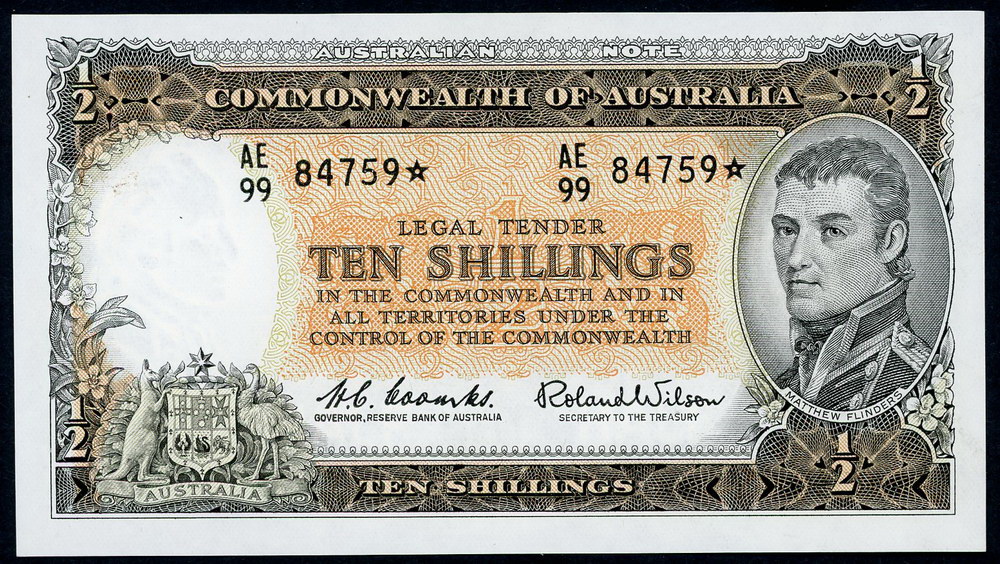 AUSTRALIAN NOTE
1/2
1/2
COMMONWEALTH OF AUSTRALIA
AE 99 84759☆
AE 99 84759☆
LEGAL TENDER
TEN SHILLINGS
IN THE COMMONWEALTH AND IN
ALL TERRITORIES UNDER THE
CONTROL OF THE COMMONWEALTH
H.C. Coombs.
Roland Wilson
GOVERNOR, RESERVE BANK OF AUSTRALIA
SECRETARY TO THE TREASURY
MATTHEW FLINDERS
1/2
1/2
AUSTRALIA
TEN·SHILLINGS